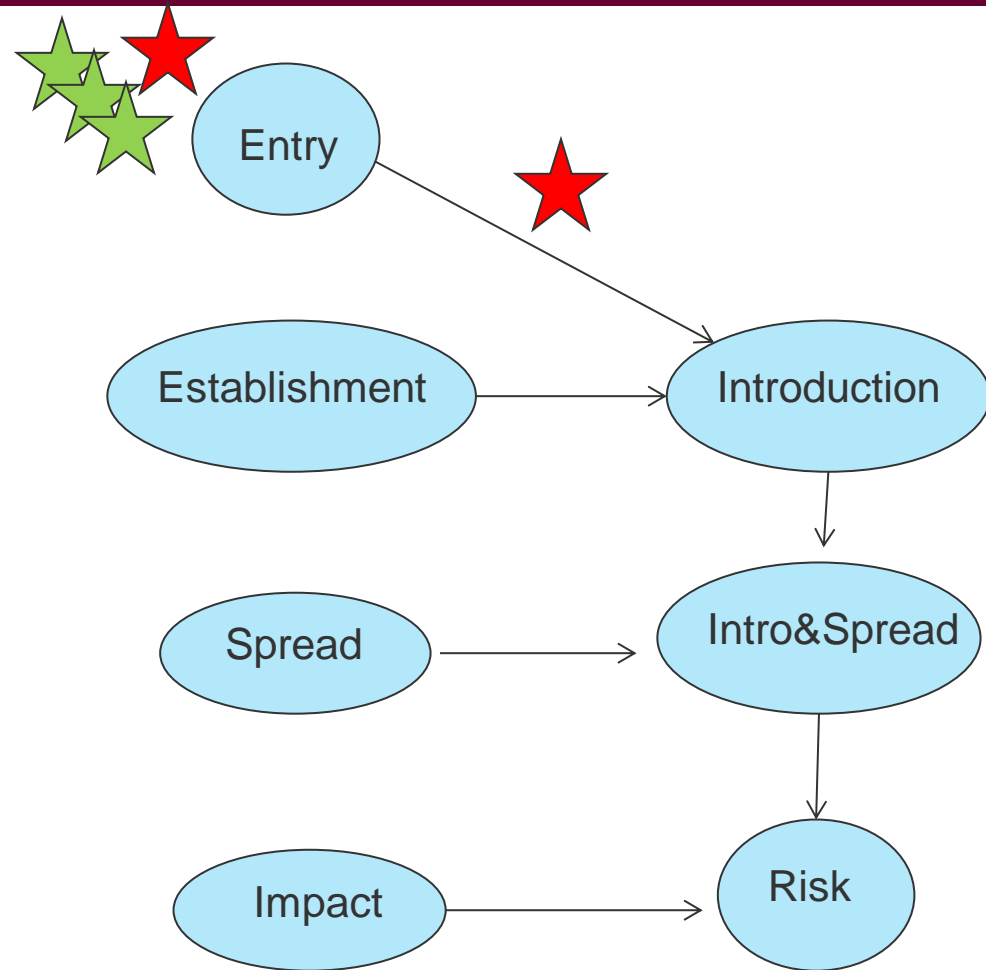 Entry
Establishment
Introduction
Spread
Intro&Spread
Impact
Risk